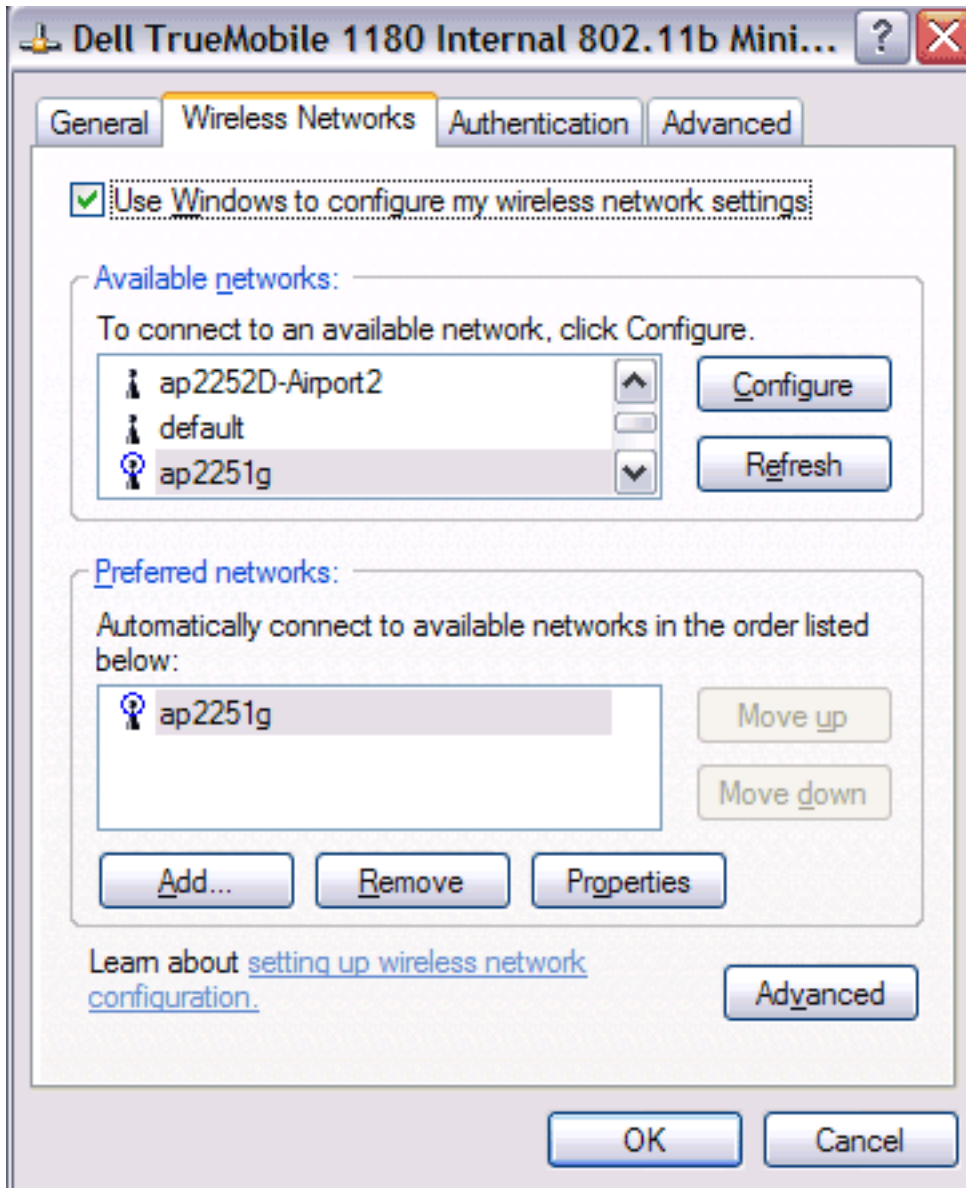 Dell TrueMobile 1180 Internal 802.11b Mini... ?
General Wireless Networks Authentication Advanced
Use Windows to configure my wireless network settings
Available networks:
To connect to an available network, click Configure.
ap2252D-Airport2
default
ap2251g
Configure
Refresh
Preferred networks:
Automatically connect to available networks in the order listed
below:
ap2251g
Move up
Move down
Add... Remove Properties
Learn about setting up wireless network
configuration.
Advanced
OK Cancel